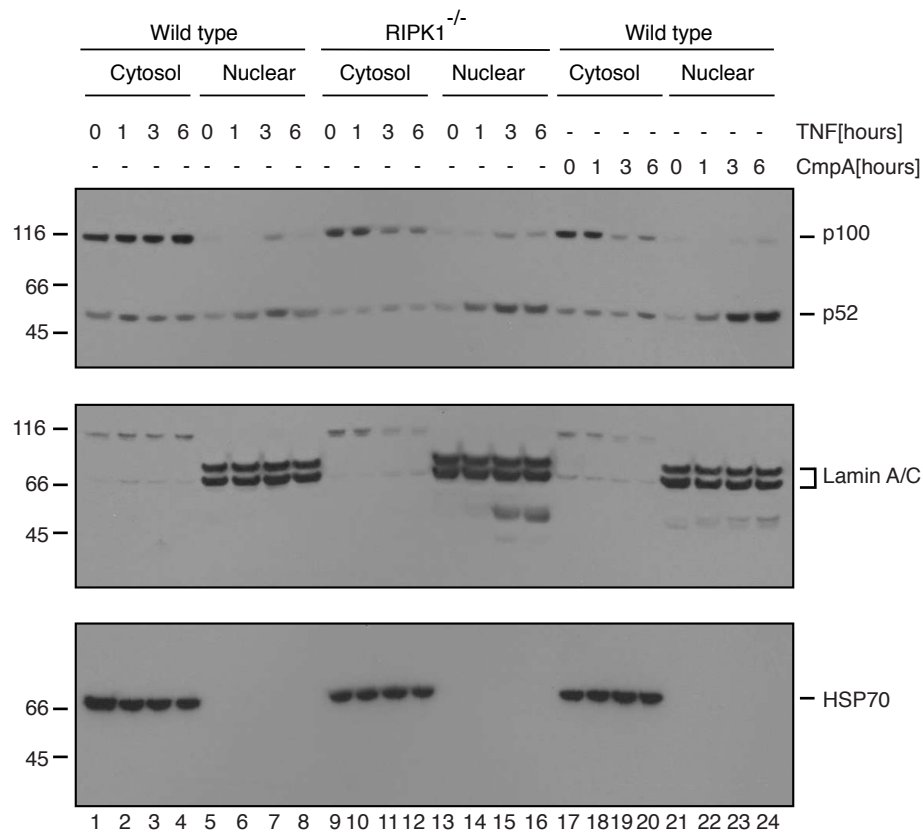 Wild type RIPK1-/- Wild type
Cytosol Nuclear Cytosol Nuclear Cytosol Nuclear
0 1 3 6 0 1 3 6 0 1 3 6 0 1 3 6 - - - - - - - - TNF[hours]
- - - - - - - - - - - - - - - - 0 1 3 6 0 1 3 6 CmpA[hours]
116 p100
66
45 p52
116
66 Lamin A/C
45
66 HSP70
45
1 2 3 4 5 6 7 8 9 10 11 12 13 14 15 16 17 18 19 20 21 22 23 24